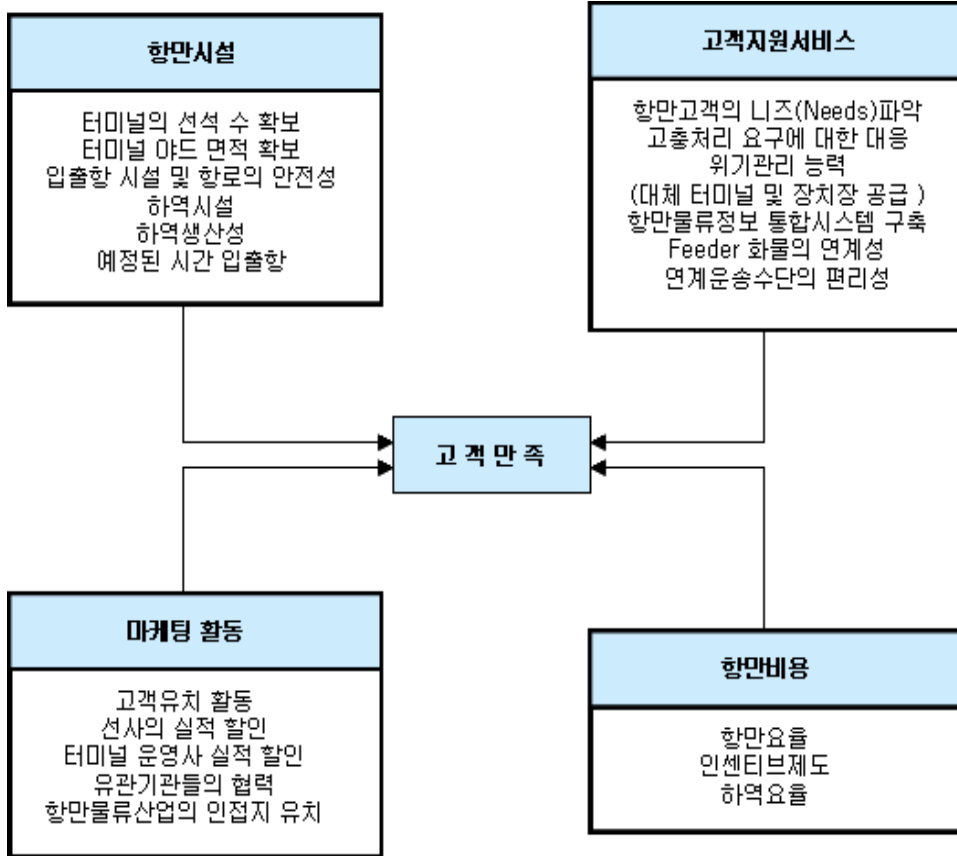 항만시설
터미널의 선석 수 확보
터미널 야드 면적 확보
입출항 시설 및 항로의 안전성
하역시설
하역생산성
예정된 시간 입출항
고객지원서비스
항만고객의 니즈(Needs)파악
고충처리 요구에 대한 대응
위기관리 능력
(대체 터미널 및 장치장 공급 )
항만물류정보 통합시스템 구축
Feeder 화물의 연계성
연계운송수단의 편리성
고 객 만 족
마케팅 활동
고객유치 활동
선사의 실적 할인
터미널 운영사 실적 할인
유관기관들의 협력
항만물류산업의 인접지 유치
항만비용
항만요율
인센티브제도
하역요율